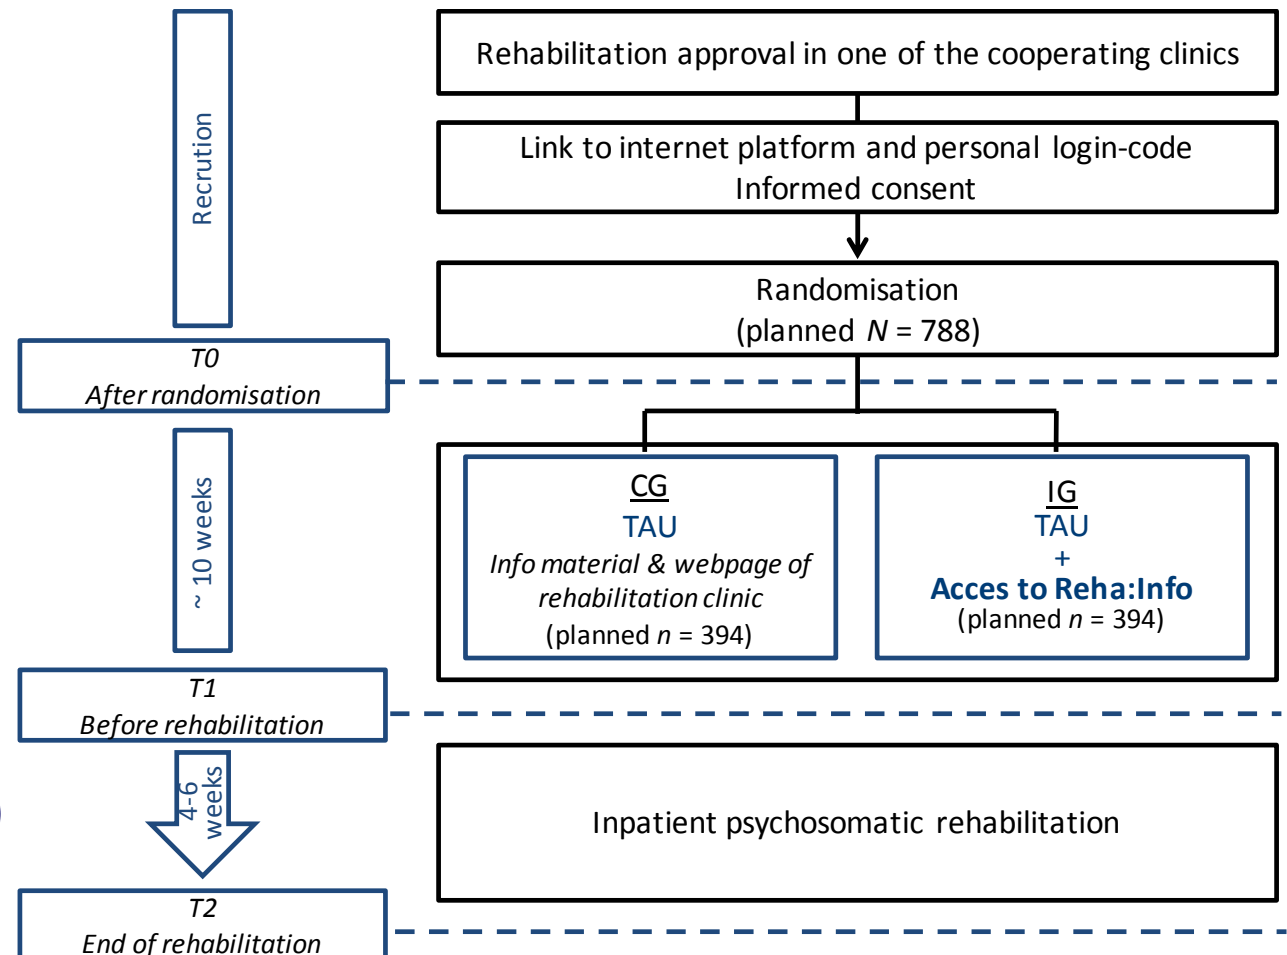 Rehabilitation approval in one of the cooperating clinics
Recrution
Link to internet platform and personal login-code
Informed consent
Randomisation
(planned N = 788)
T0
After randomisation
~ 10 weeks
CG
TAU
Info material & webpage of
rehabilitation clinic
(planned n = 394)
IG
TAU
+
Acces to Reha:Info
(planned n = 394)
T1
Before rehabilitation
4-6
weeks
Inpatient psychosomatic rehabilitation
T2
End of rehabilitation